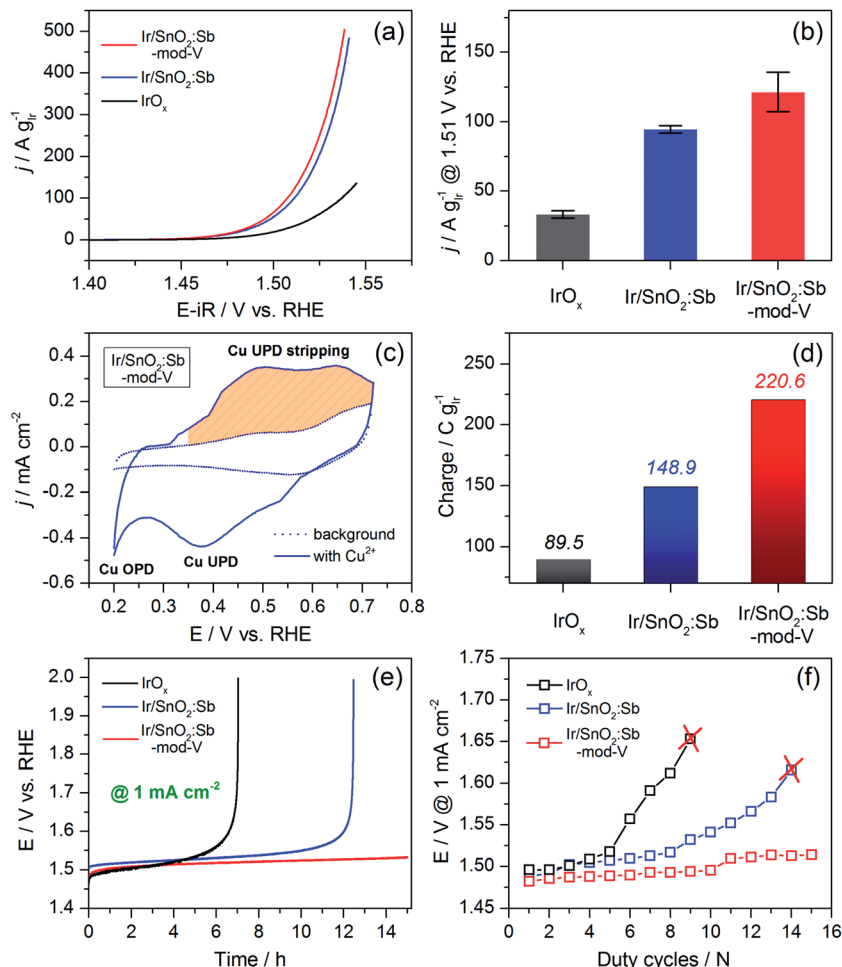 (a)
Ir/SnO₂:Sb
-mod-V
Ir/SnO₂:Sb
IrOₓ
j / A g_Ir⁻¹
500
400
300
200
100
0
1.40
1.45
1.50
1.55
E-iR / V vs. RHE
(b)
j / A g_Ir⁻¹ @ 1.51 V vs. RHE
150
100
50
0
IrOₓ
Ir/SnO₂:Sb
Ir/SnO₂:Sb
-mod-V
(c)
Ir/SnO₂:Sb
-mod-V
Cu UPD stripping
j / mA cm⁻²
0.4
0.2
0.0
-0.2
-0.4
-0.6
background
with Cu²⁺
Cu OPD
Cu UPD
0.2
0.3
0.4
0.5
0.6
0.7
0.8
E / V vs. RHE
(d)
Charge / C g_Ir⁻¹
250
200
150
100
89.5
148.9
220.6
IrOₓ
Ir/SnO₂:Sb
Ir/SnO₂:Sb
-mod-V
(e)
IrOₓ
Ir/SnO₂:Sb
Ir/SnO₂:Sb
-mod-V
@ 1 mA cm⁻²
E / V vs. RHE
2.0
1.9
1.8
1.7
1.6
1.5
1.4
0
3
6
9
12
15
Time / h
(f)
IrOₓ
Ir/SnO₂:Sb
Ir/SnO₂:Sb
-mod-V
E / V @ 1 mA cm⁻²
1.75
1.70
1.65
1.60
1.55
1.50
1.45
0
2
4
6
8
10
12
14
16
Duty cycles / N